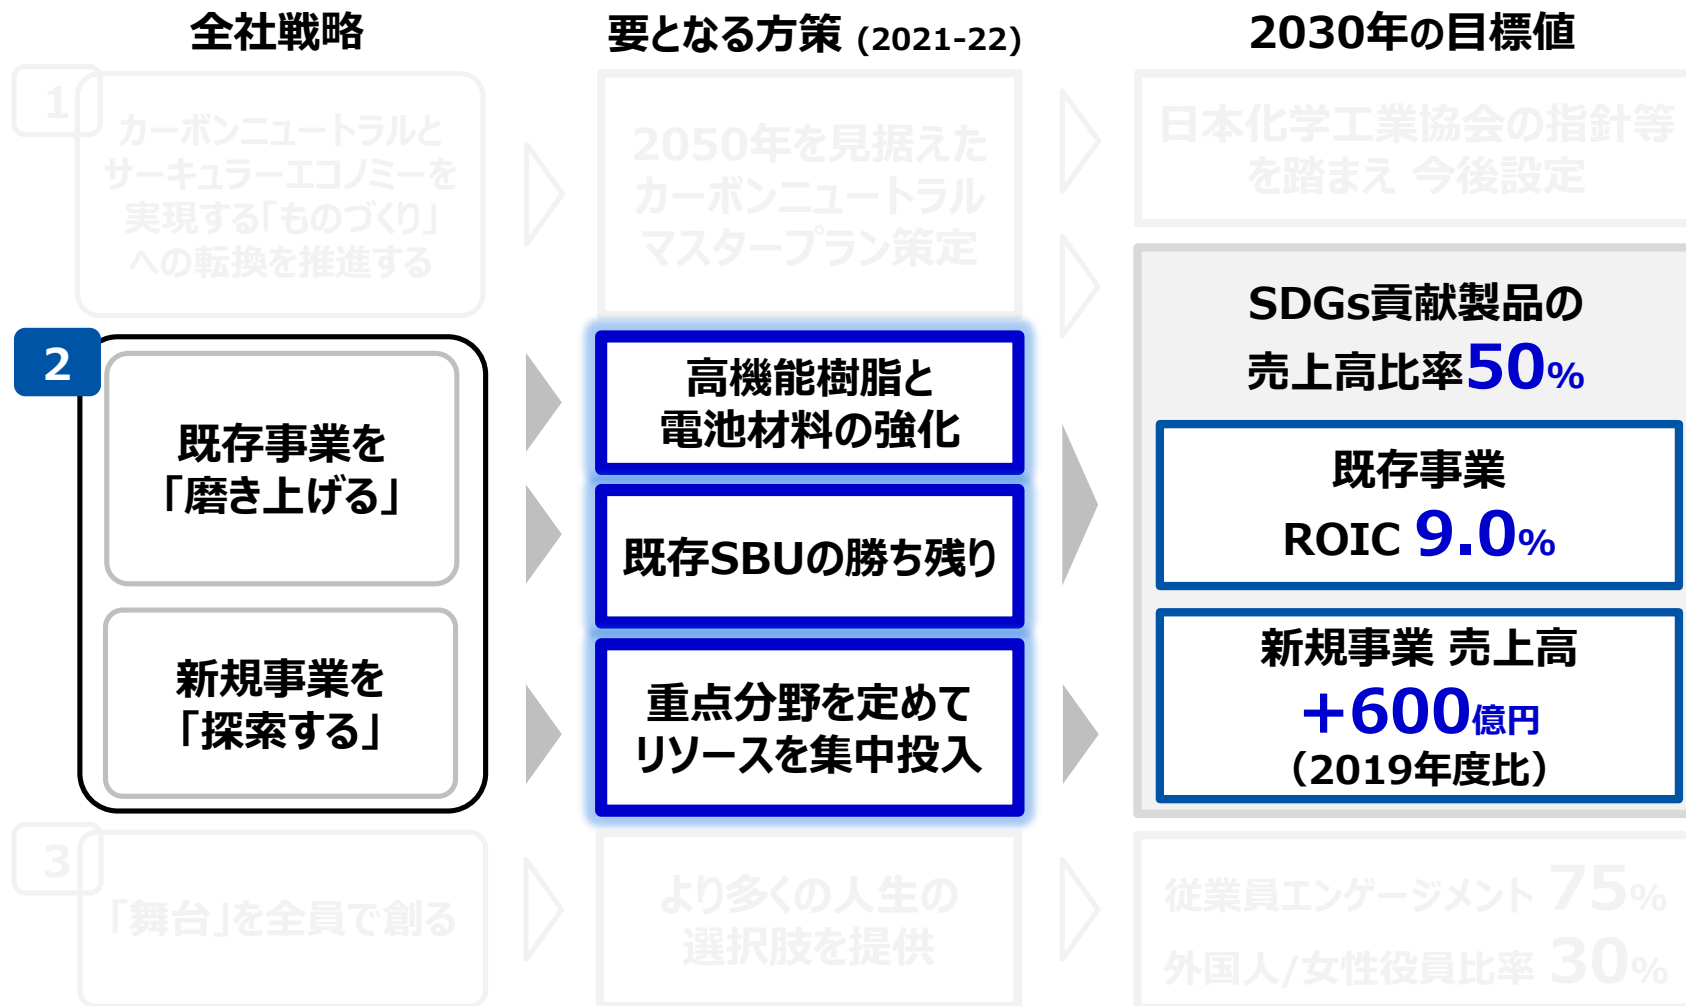 全社戦略
要となる方策 (2021-22)
2030年の目標値
1
カーボンニュートラルと
サーキュラーエコノミーを
実現する「ものづくり」
への転換を推進する
2050年を見据えた
カーボンニュートラル
マスタープラン策定
日本化学工業協会の指針等
を踏まえ 今後設定
2
既存事業を
「磨き上げる」
新規事業を
「探索する」
高機能樹脂と
電池材料の強化
既存SBUの勝ち残り
重点分野を定めて
リソースを集中投入
SDGs貢献製品の
売上高比率50%
既存事業
ROIC 9.0%
新規事業 売上高
+600億円
（2019年度比）
3
「舞台」を全員で創る
より多くの人生の
選択肢を提供
従業員エンゲージメント 75%
外国人/女性役員比率 30%